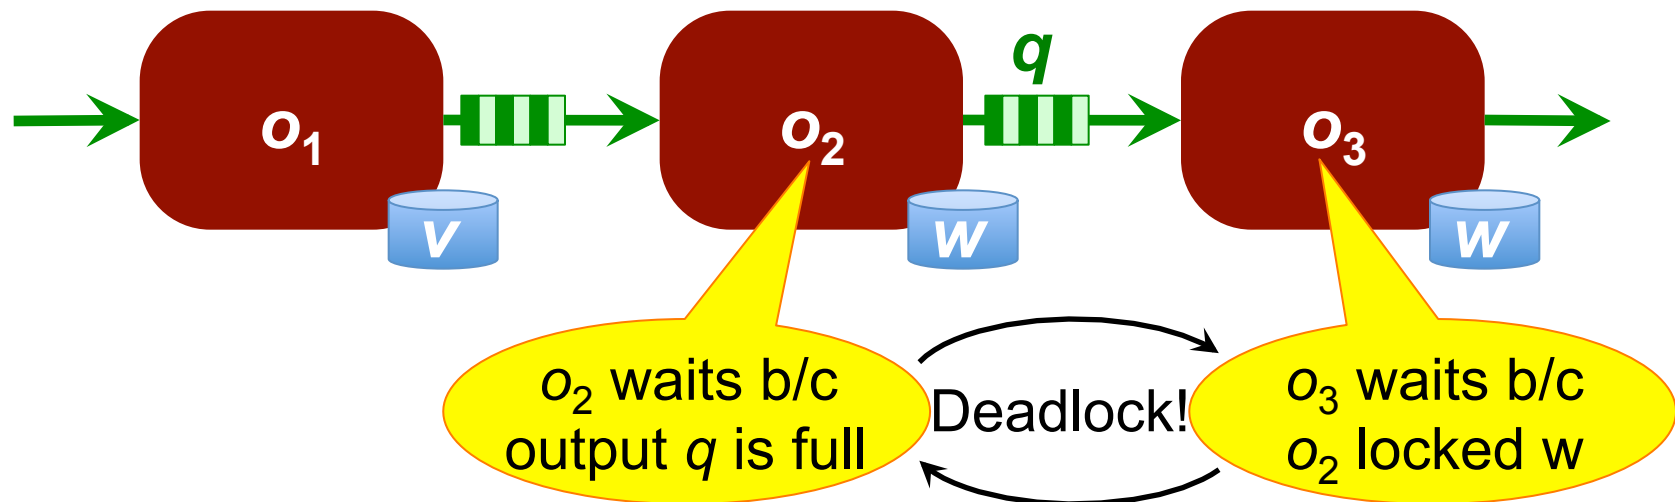 q
o1
o2
o3
v
w
w
o2 waits b/c
output q is full
Deadlock!
o3 waits b/c
o2 locked w